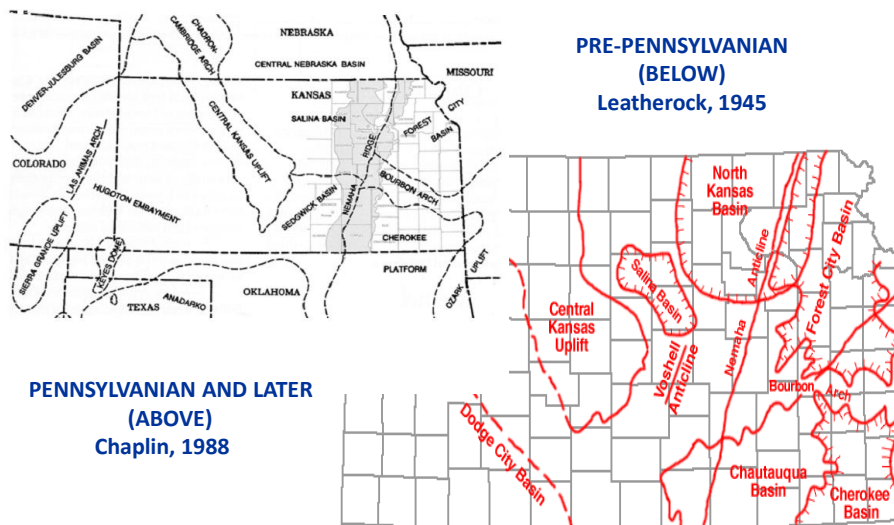 CHADRON-
CAMBRIDGE ARCH
NEBRASKA
CENTRAL NEBRASKA BASIN
DENVER-JULESBURG BASIN
MISSOURI
KANSAS
SALINA BASIN
CENTRAL KANSAS UPLIFT
FOREST CITY
BASIN
COLORADO
LAS ANIMAS ARCH
NEMAHA RIDGE
BOURBON ARCH
HUGOTON EMBAYMENT
SEDGWICK BASIN
CHEROKEE
PLATFORM
SIERRA GRANDE UPLIFT
KEYES DOME
OZARK UPLIFT
TEXAS
ANADARKO
OKLAHOMA
PRE-PENNSYLVANIAN
(BELOW)
Leatherock, 1945
North
Kansas
Basin
Nemaha Anticline
Forest City Basin
Salina Basin
Central
Kansas
Uplift
Voshell
Anticline
Bourbon Arch
Dodge City Basin
Chautauqua
Basin
Cherokee
Basin
PENNSYLVANIAN AND LATER
(ABOVE)
Chaplin, 1988